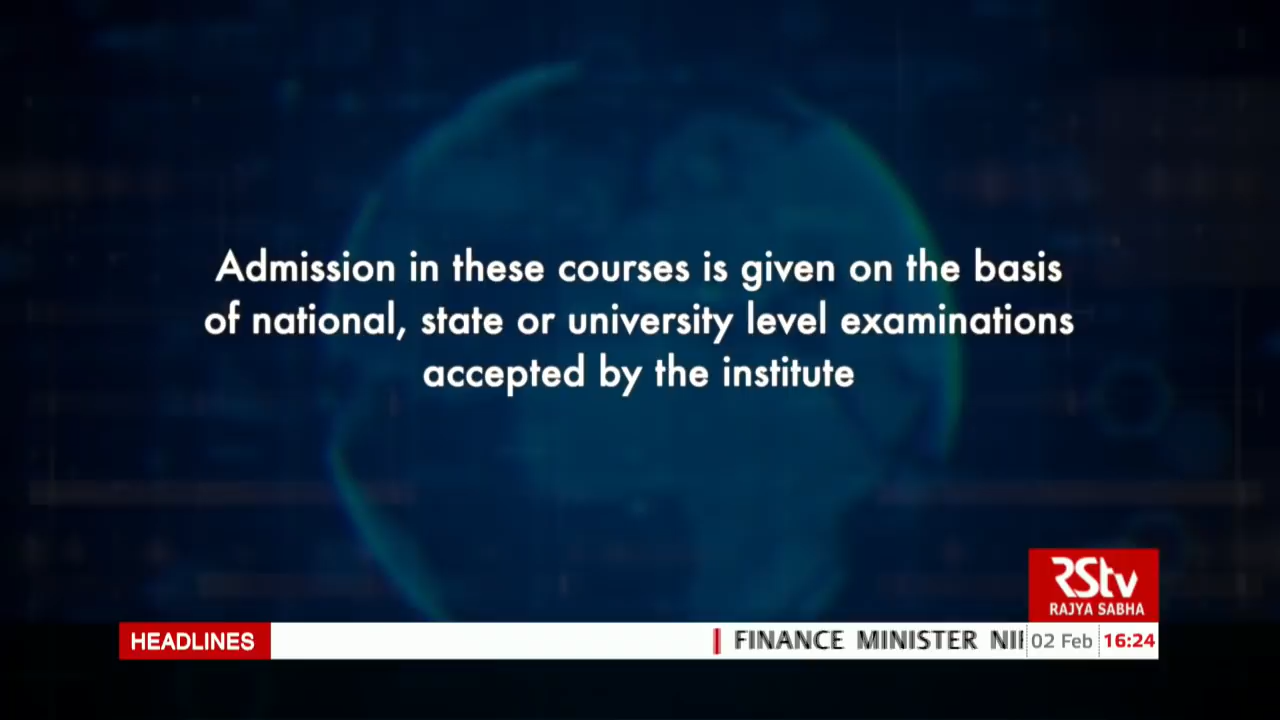 Admission in these courses is given on the basis
of national, state or university level examinations
accepted by the institute
RStv
RAJYA SABHA
HEADLINES
FINANCE MINISTER
02 Feb
16:24